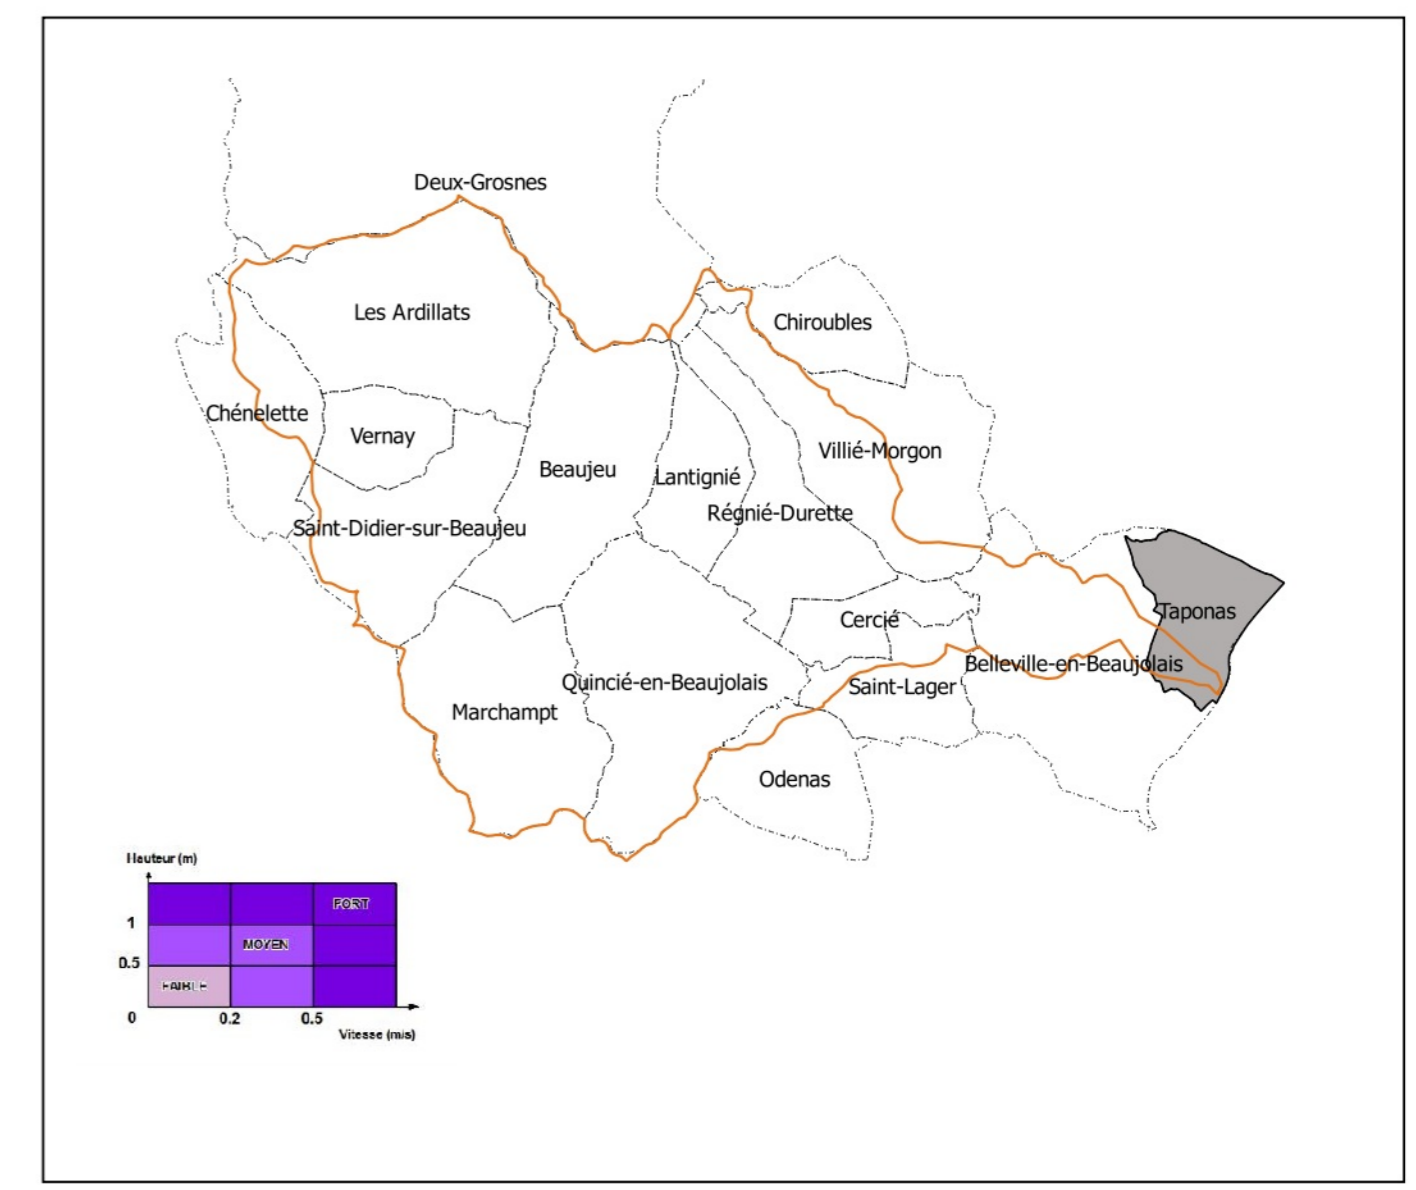 Deux-Grosnes
Les Ardillats
Chiroubles
Chénelette
Vernay
Villié-Morgon
Beaujeu
Lantignié
Régnié-Durette
Saint-Didier-sur-Beaujeu
Taponas
Cercié
Belleville-en-Beaujolais
Quincié-en-Beaujolais
Saint-Lager
Marchampt
Odenas
Hauteur (m)
FORT
1
MOYEN
0.5
FAIBLE
0
0.2
0.5
Vitesse (m/s)